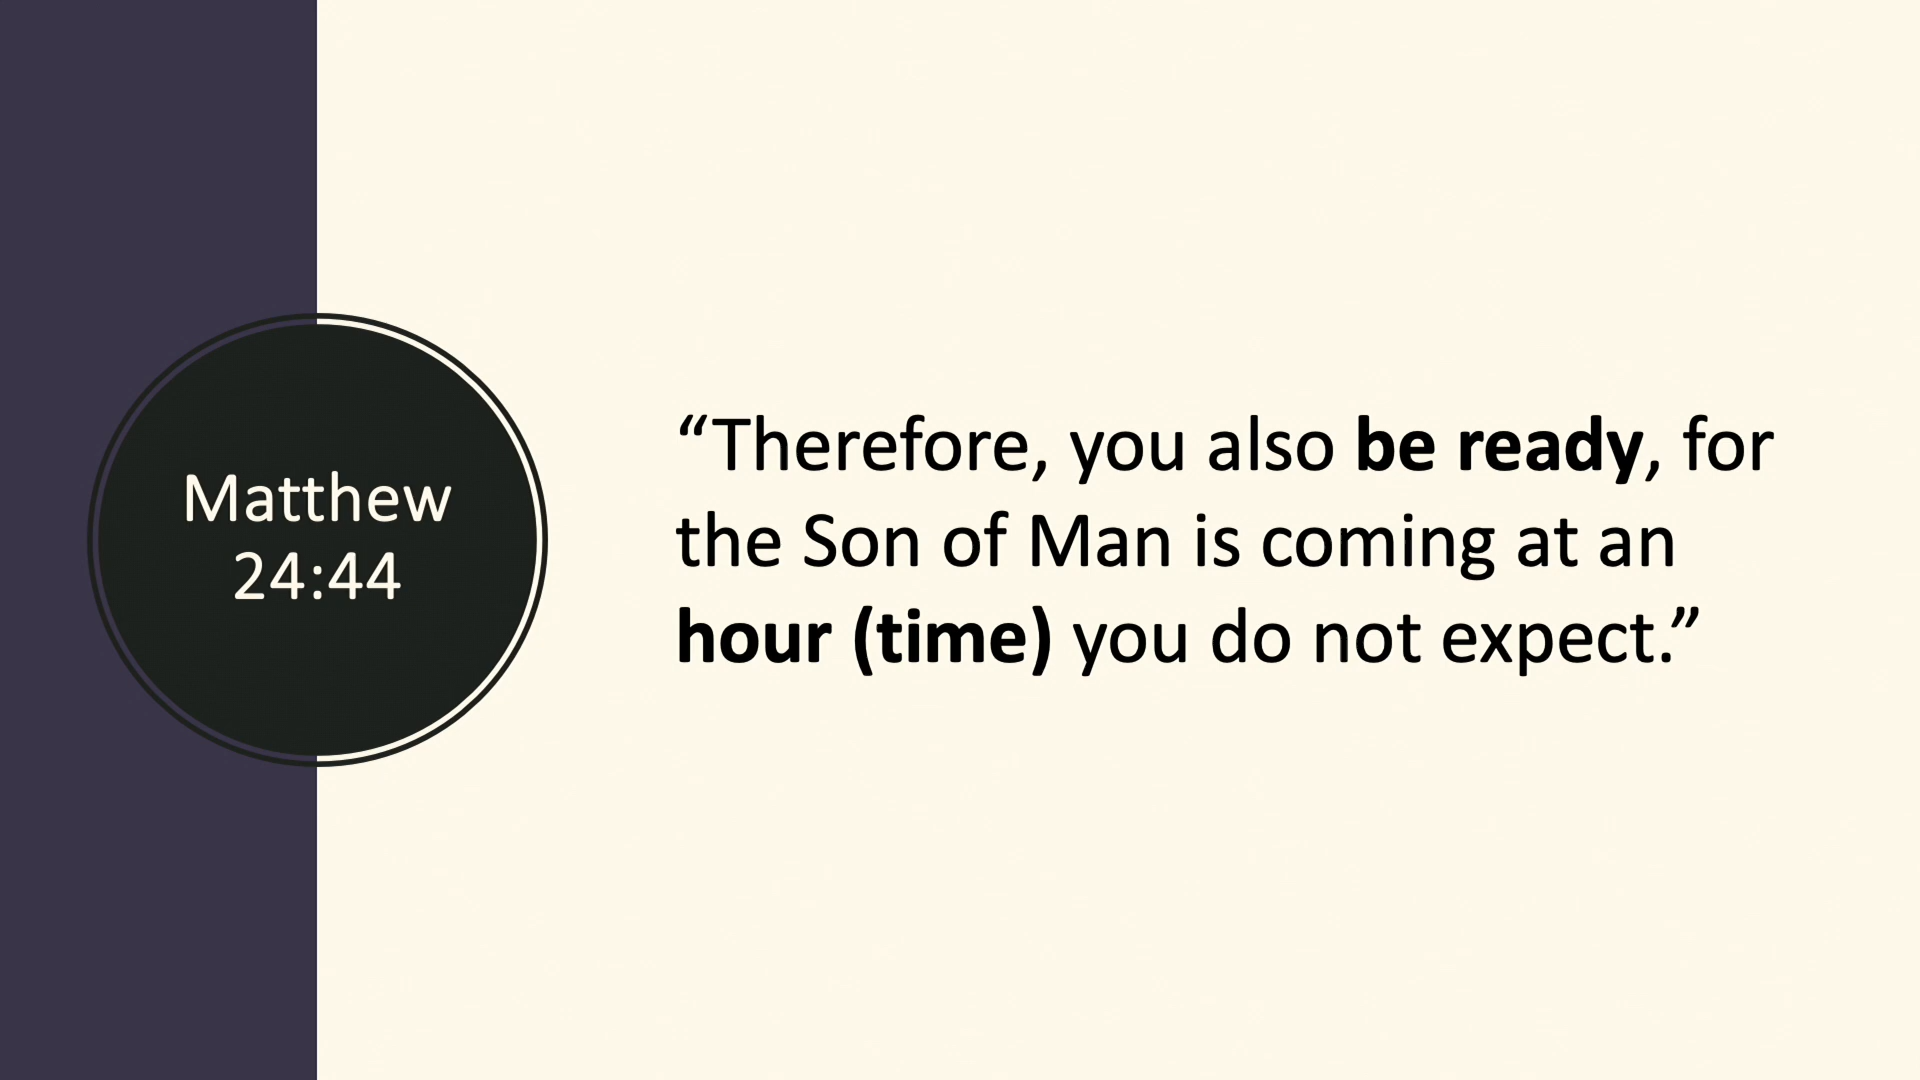 Matthew
24:44
“Therefore, you also be ready, for
the Son of Man is coming at an
hour (time) you do not expect.”